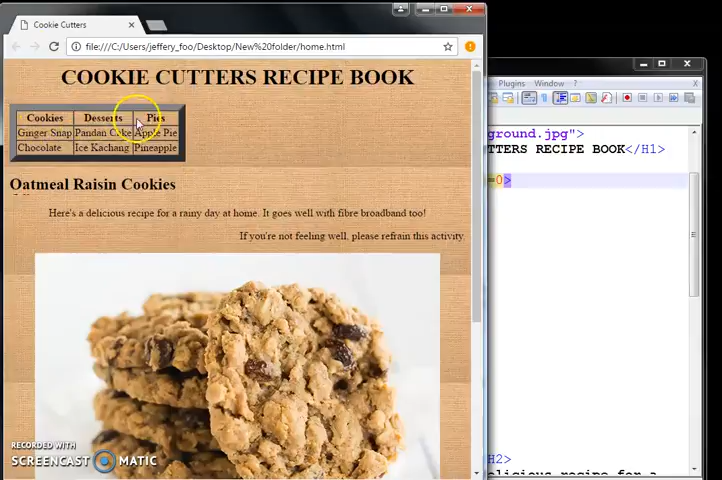 Cookie Cutters
file:///C:/Users/jeffery_foo/Desktop/New%20folder/home.html
COOKIE CUTTERS RECIPE BOOK
Cookies Desserts Pies
Ginger Snap Pandan Cake Apple Pie
Chocolate Ice Kachang Pineapple
Oatmeal Raisin Cookies
Here's a delicious recipe for a rainy day at home. It goes well with fibre broadband too!
If you're not feeling well, please refrain this activity.
RECORDED WITH
SCREENCAST MATIC
Plugins Window ?
ground.jpg">
TTERS RECIPE BOOK</H1>
=0>
H2>
elicious recipe for a